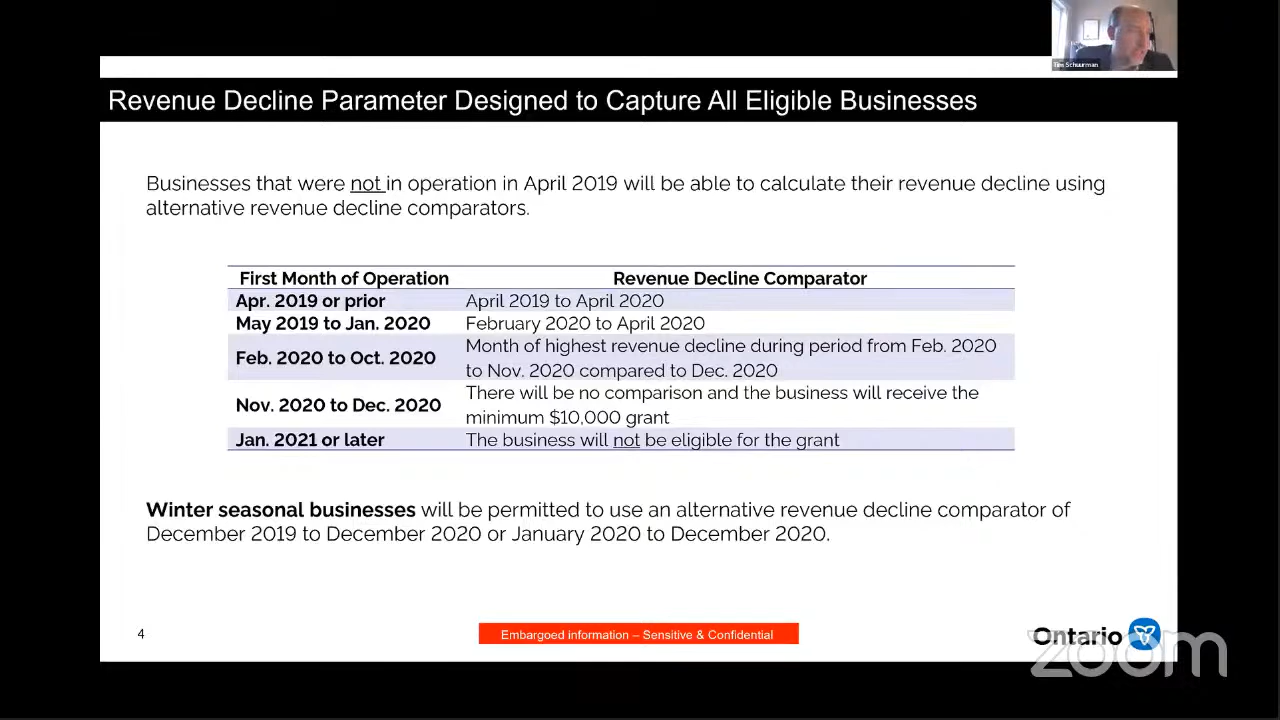 Tim Schuurman
Revenue Decline Parameter Designed to Capture All Eligible Businesses
Businesses that were not in operation in April 2019 will be able to calculate their revenue decline using
alternative revenue decline comparators.
First Month of Operation Revenue Decline Comparator
Apr. 2019 or prior April 2019 to April 2020
May 2019 to Jan. 2020 February 2020 to April 2020
Feb. 2020 to Oct. 2020 Month of highest revenue decline during period from Feb. 2020
to Nov. 2020 compared to Dec. 2020
Nov. 2020 to Dec. 2020 There will be no comparison and the business will receive the
minimum $10,000 grant
Jan. 2021 or later The business will not be eligible for the grant
Winter seasonal businesses will be permitted to use an alternative revenue decline comparator of
December 2019 to December 2020 or January 2020 to December 2020.
4
Embargoed information – Sensitive & Confidential
Ontario
zoom